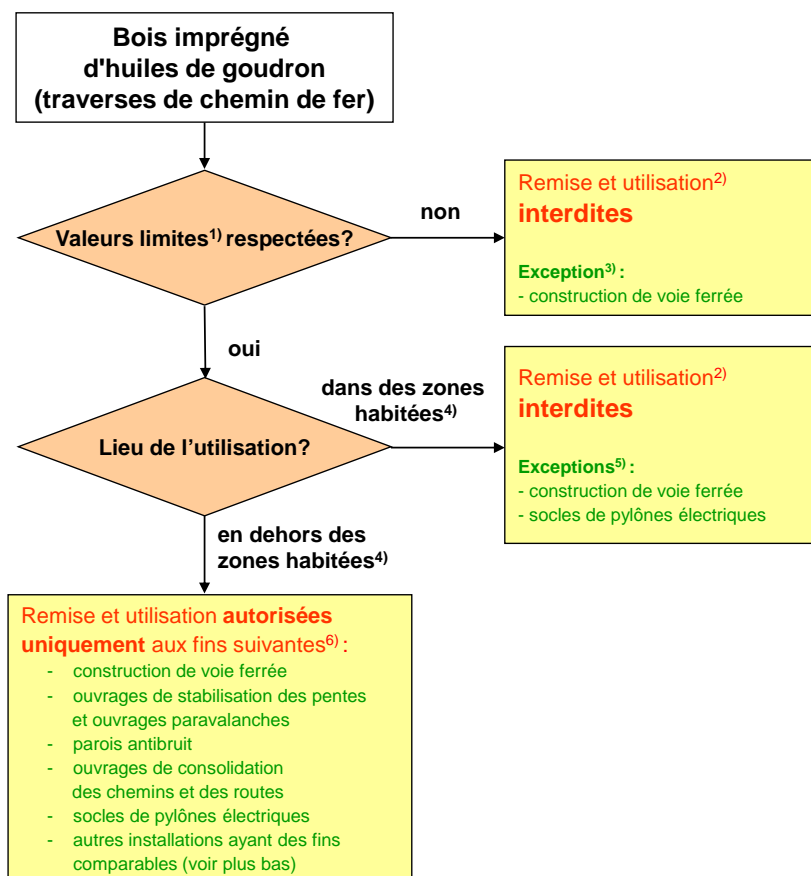 Bois imprégné
d'huiles de goudron
(traverses de chemin de fer)
Valeurs limites1) respectées?
non
Remise et utilisation2)
interdites
Exception3) :
- construction de voie ferrée
oui
Lieu de l'utilisation?
dans des zones
habitées4)
Remise et utilisation2)
interdites
Exceptions5) :
- construction de voie ferrée
- socles de pylônes électriques
en dehors des
zones habitées4)
Remise et utilisation autorisées
uniquement aux fins suivantes6) :
- construction de voie ferrée
- ouvrages de stabilisation des pentes
et ouvrages paravalanches
- parois antibruit
- ouvrages de consolidation
des chemins et des routes
- socles de pylônes électriques
- autres installations ayant des fins
comparables (voir plus bas)